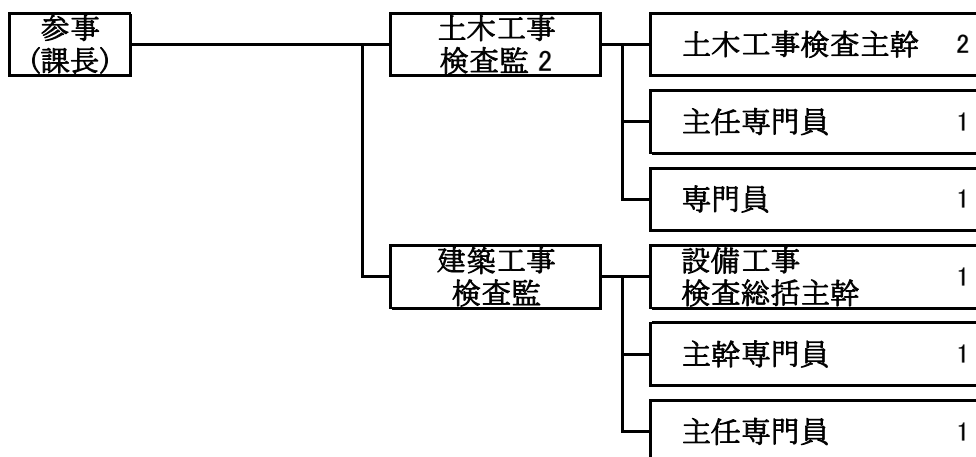 参事
(課長)
土木工事
検査監 2
土木工事検査主幹 2
主任専門員 1
専門員 1
建築工事
検査監
設備工事
検査総括主幹 1
主幹専門員 1
主任専門員 1